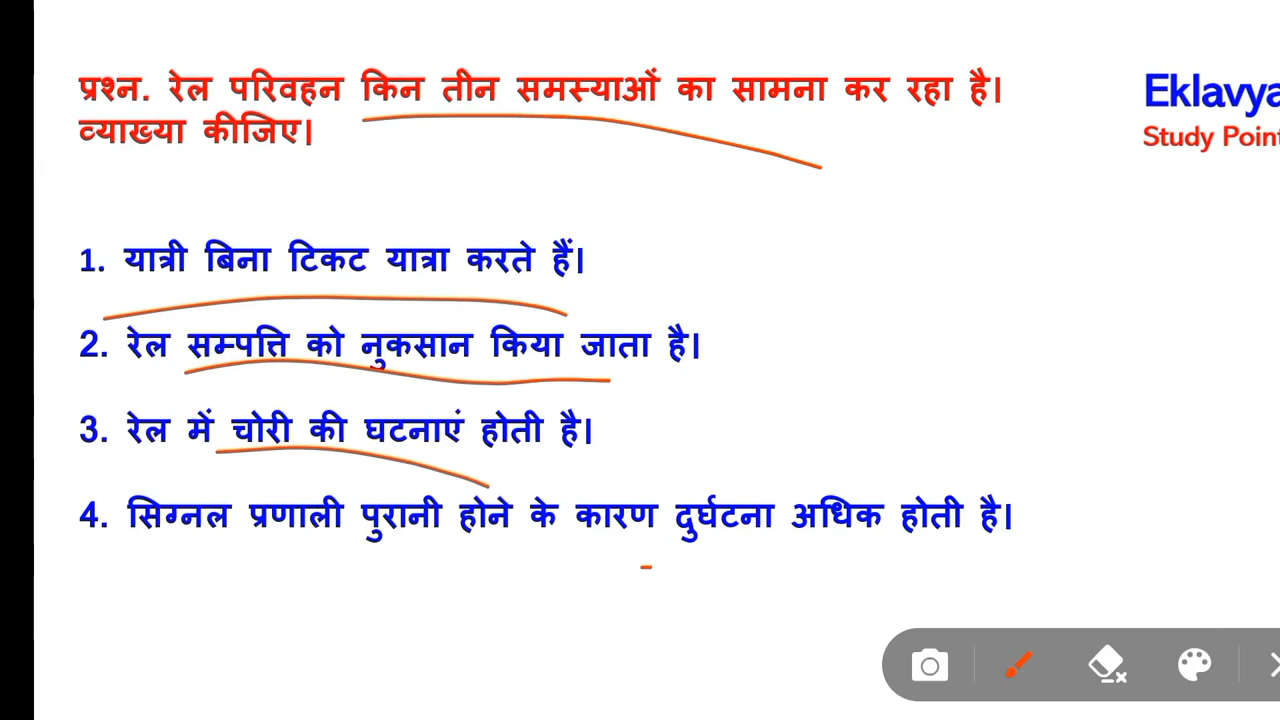 प्रश्न. रेल परिवहन किन तीन समस्याओं का सामना कर रहा है।
व्याख्या कीजिए।
Eklavya
Study Point
1. यात्री बिना टिकट यात्रा करते हैं।
2. रेल सम्पत्ति को नुकसान किया जाता है।
3. रेल में चोरी की घटनाएं होती है।
4. सिग्नल प्रणाली पुरानी होने के कारण दुर्घटना अधिक होती है।